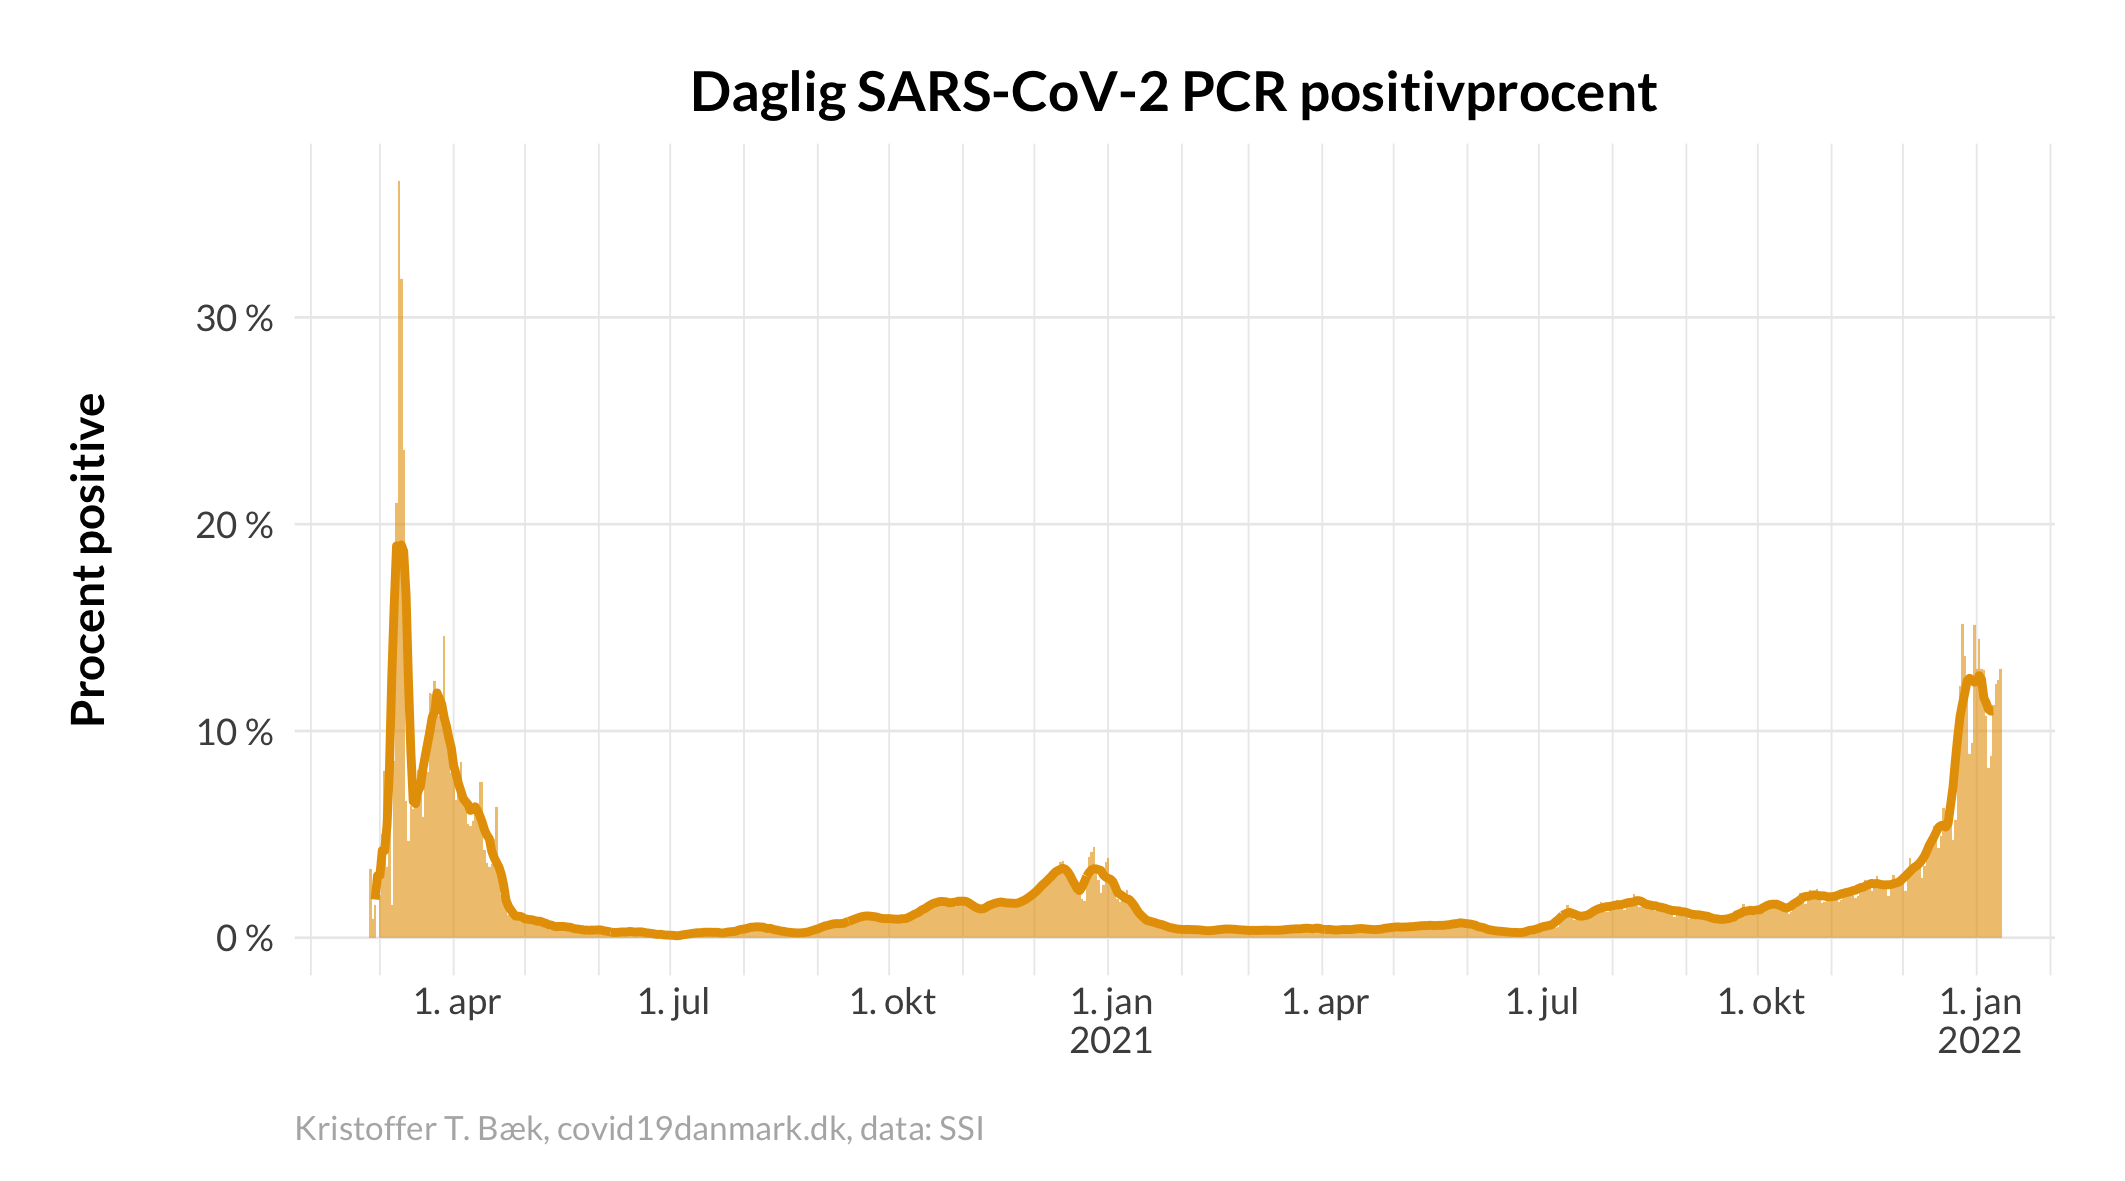 Daglig SARS-CoV-2 PCR positivprocent
Procent positive
30 %
20 %
10 %
0 %
1. apr
1. jul
1. okt
1. jan
2021
1. apr
1. jul
1. okt
1. jan
2022
Kristoffer T. Bæk, covid19danmark.dk, data: SSI